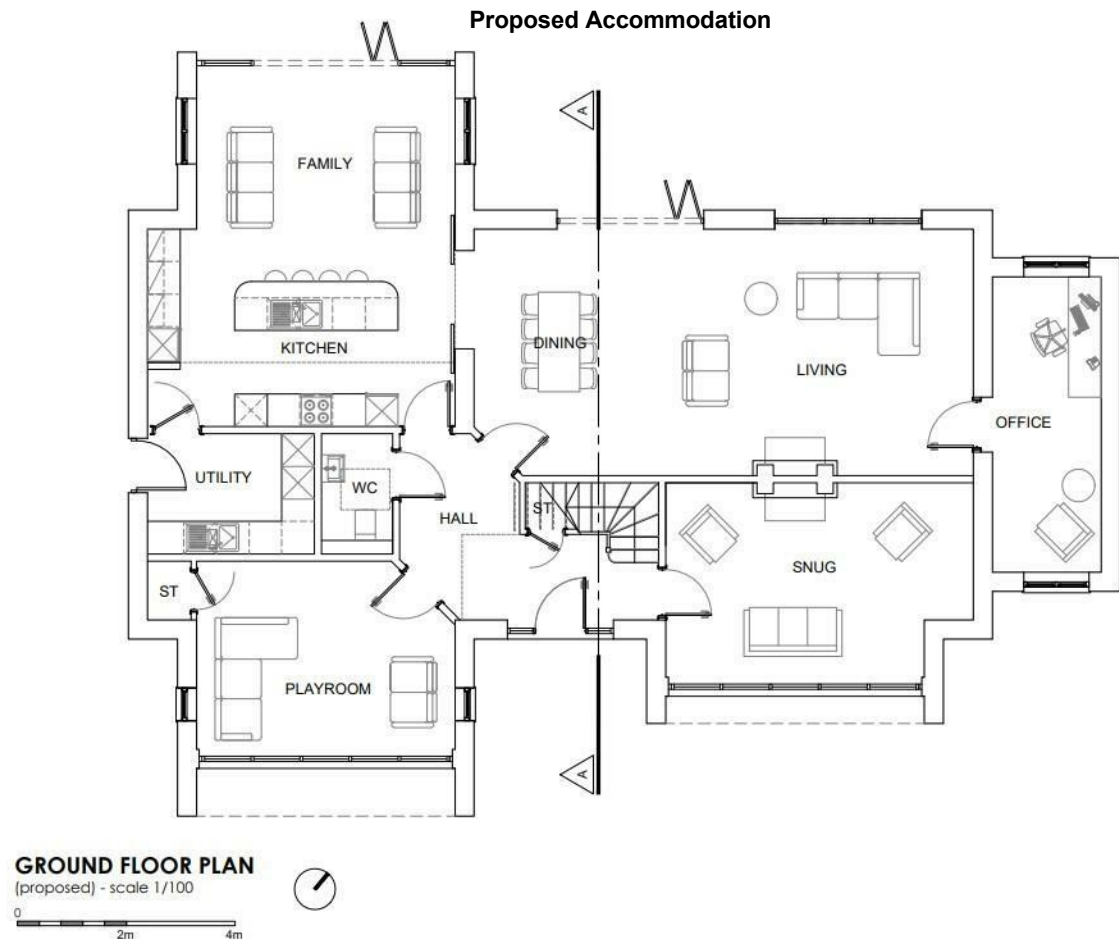 Proposed Accommodation
A
FAMILY
KITCHEN
DINING
LIVING
OFFICE
UTILITY
WC
HALL
ST
SNUG
ST
PLAYROOM
A
GROUND FLOOR PLAN
(proposed) - scale 1/100
0
2m 4m